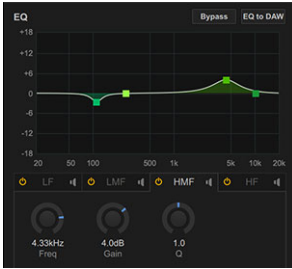 EQ Bypass EQ to DAW
+18
+12
+6
0
-6
-12
-18
20 50 100 500 1k 5k 10k 20k
LF LMF HMF HF
4.33kHz 4.0dB 1.0
Freq Gain Q